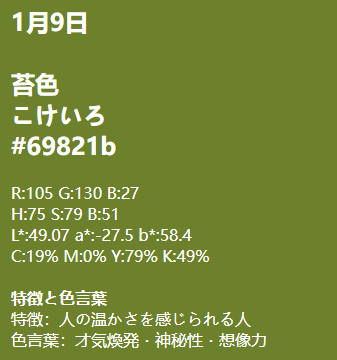 1月9日
苔色
こけいろ
#69821b
R:105 G:130 B:27
H:75 S:79 B:51
L*:49.07 a*:-27.5 b*:58.4
C:19% M:0% Y:79% K:49%
特徴と色言葉
特徴：人の温かさを感じられる人
色言葉：才気煥発・神秘性・想像力